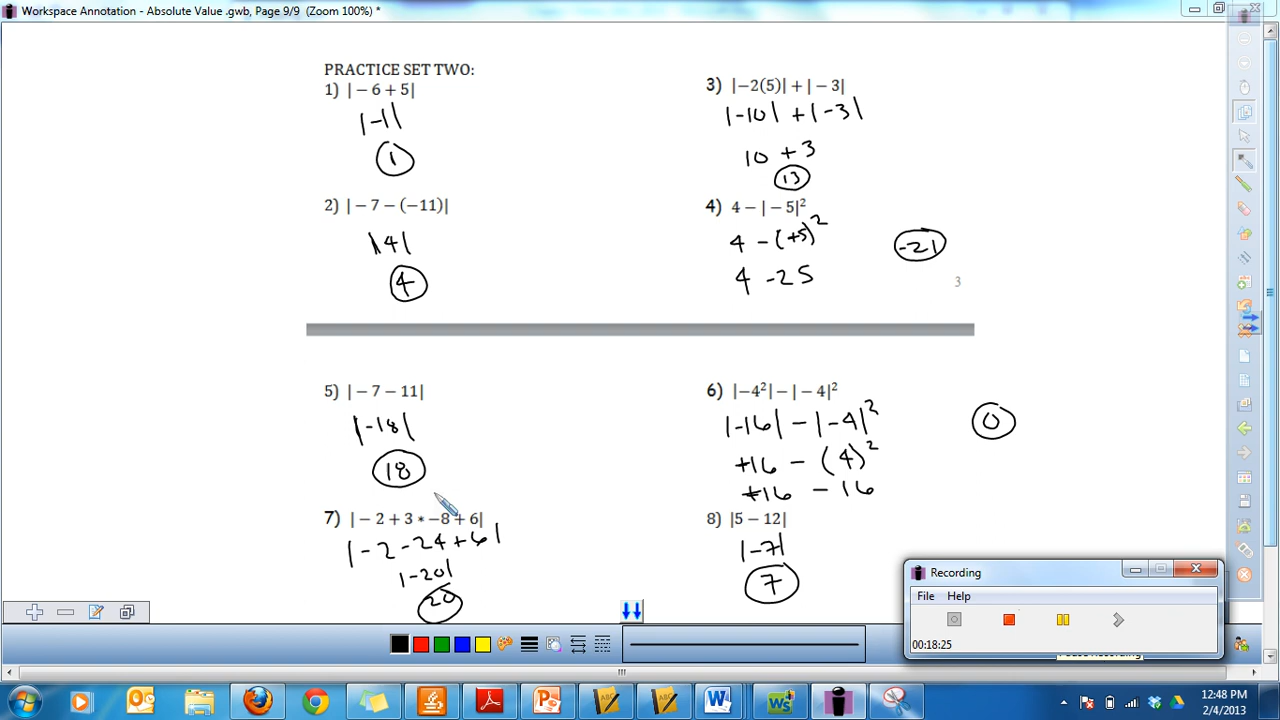 Workspace Annotation - Absolute Value .gwb, Page 9/9 (Zoom 100%) *
PRACTICE SET TWO:
1) |− 6 + 5|
|-1|
1
2) |− 7 − (−11)|
|4|
4
3) |−2(5)| + |− 3|
|-10| + |-3|
10 + 3
13
4) 4 − |− 5|²
4 - (+5)²
4 - 25
-21
3
5) |− 7 − 11|
|-18|
18
6) |−4²| − |− 4|²
|-16| - |-4|²
+16 - (4)²
+16 - 16
0
7) |− 2 + 3 * −8 + 6|
|-2 - 24 + 6|
|-20|
20
8) |5 − 12|
|-7|
7
Recording
File Help
00:18:25
12:48 PM
2/4/2013